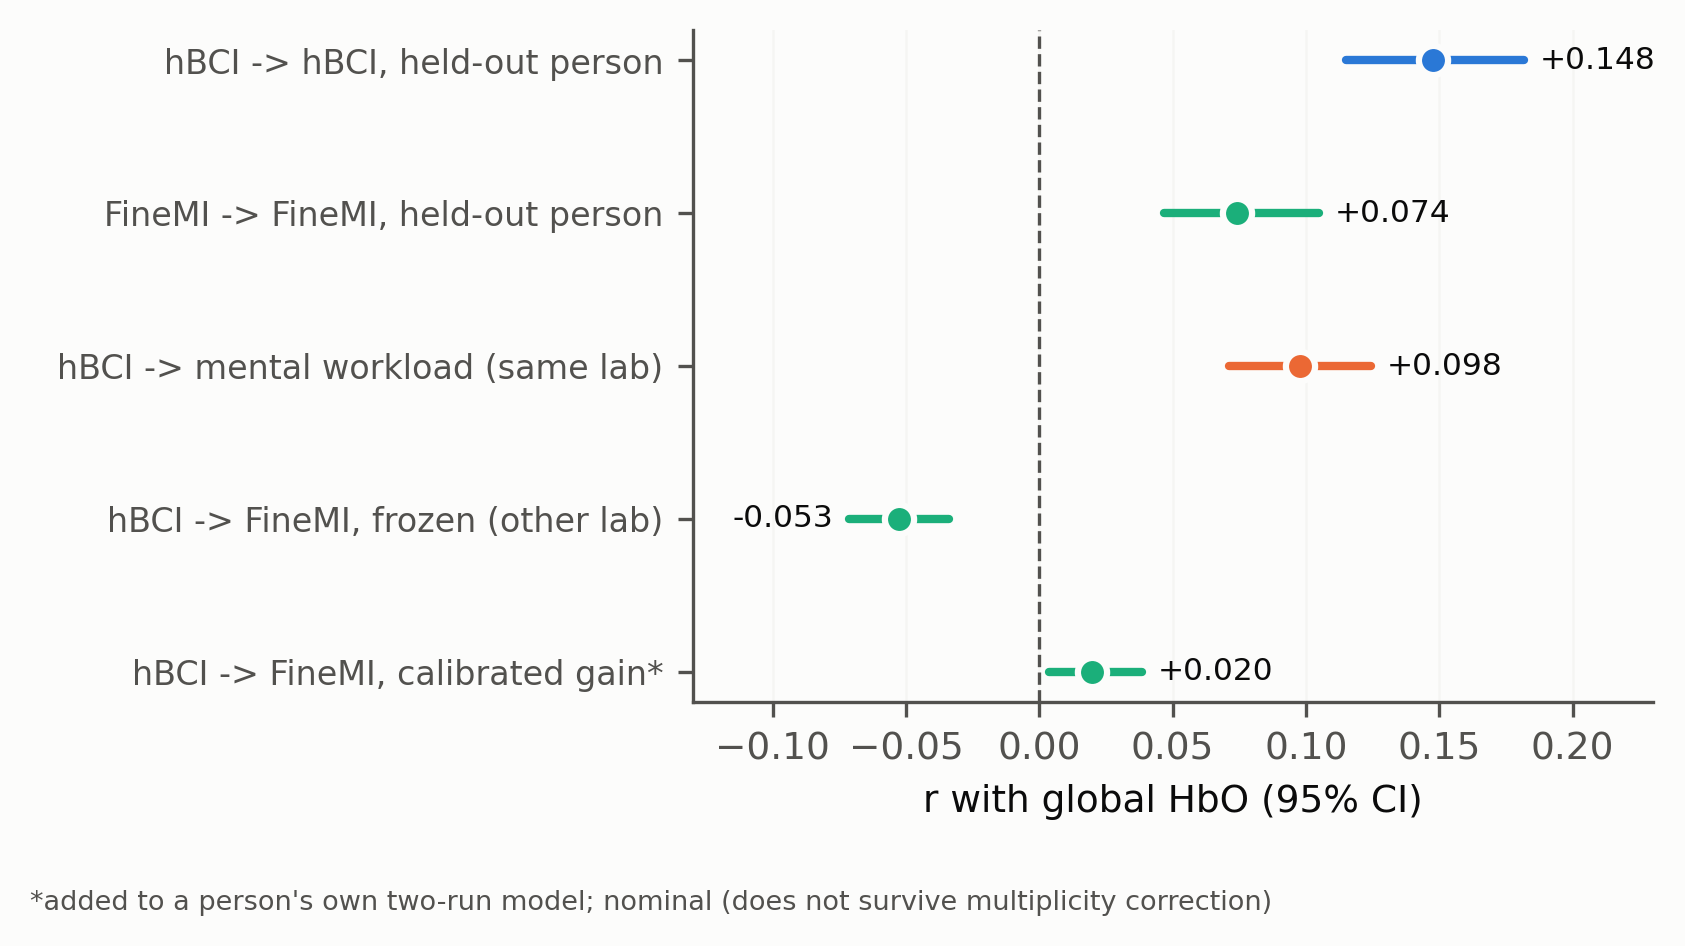 hBCI -> hBCI, held-out person
+0.148
FineMI -> FineMI, held-out person
+0.074
hBCI -> mental workload (same lab)
+0.098
hBCI -> FineMI, frozen (other lab)
-0.053
hBCI -> FineMI, calibrated gain*
+0.020
−0.10 −0.05 0.00 0.05 0.10 0.15 0.20
r with global HbO (95% CI)
*added to a person's own two-run model; nominal (does not survive multiplicity correction)